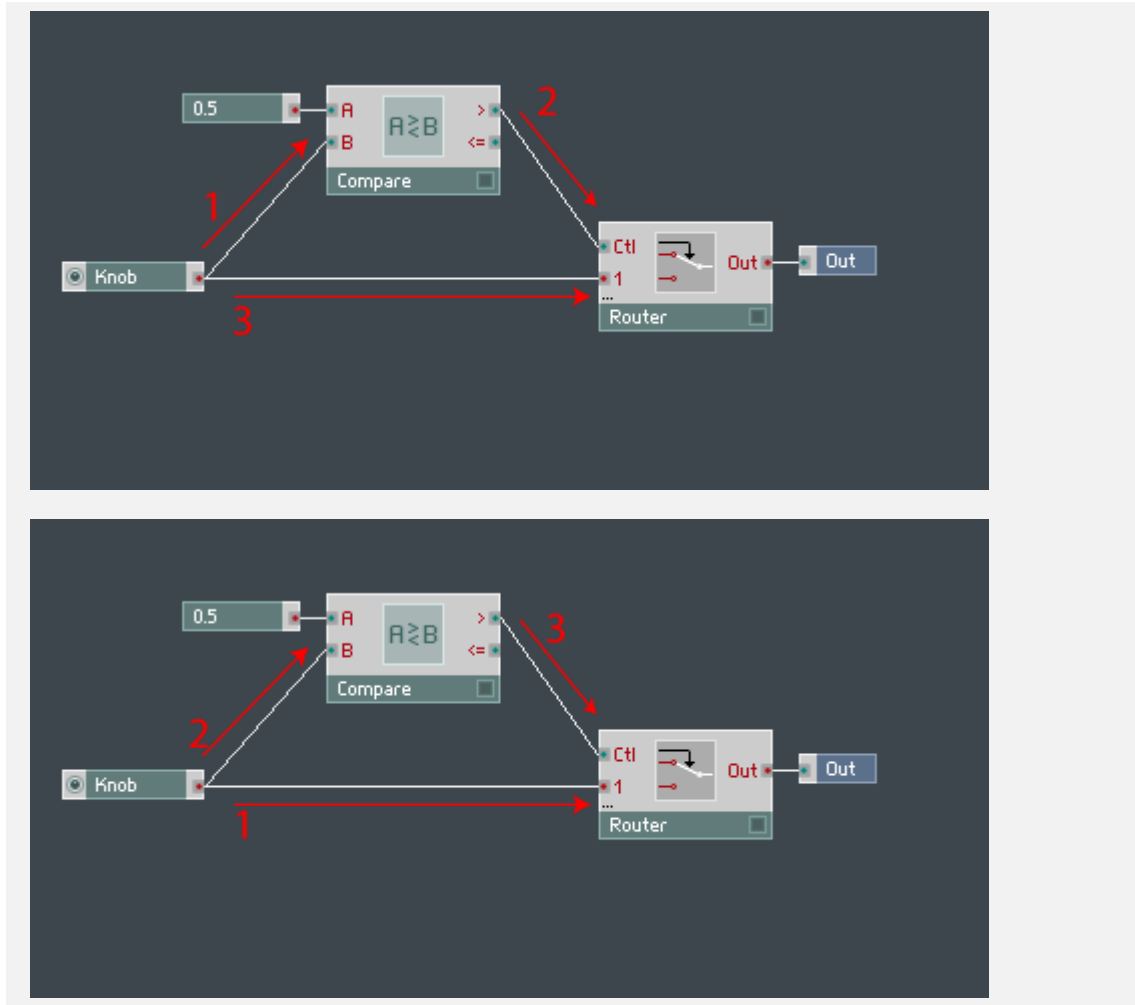 0.5
A
B
A≷B
>
<=
Compare
1
2
Knob
3
Ctl
1
...
Out
Router
Out
0.5
A
B
A≷B
>
<=
Compare
2
3
Knob
1
Ctl
1
...
Out
Router
Out